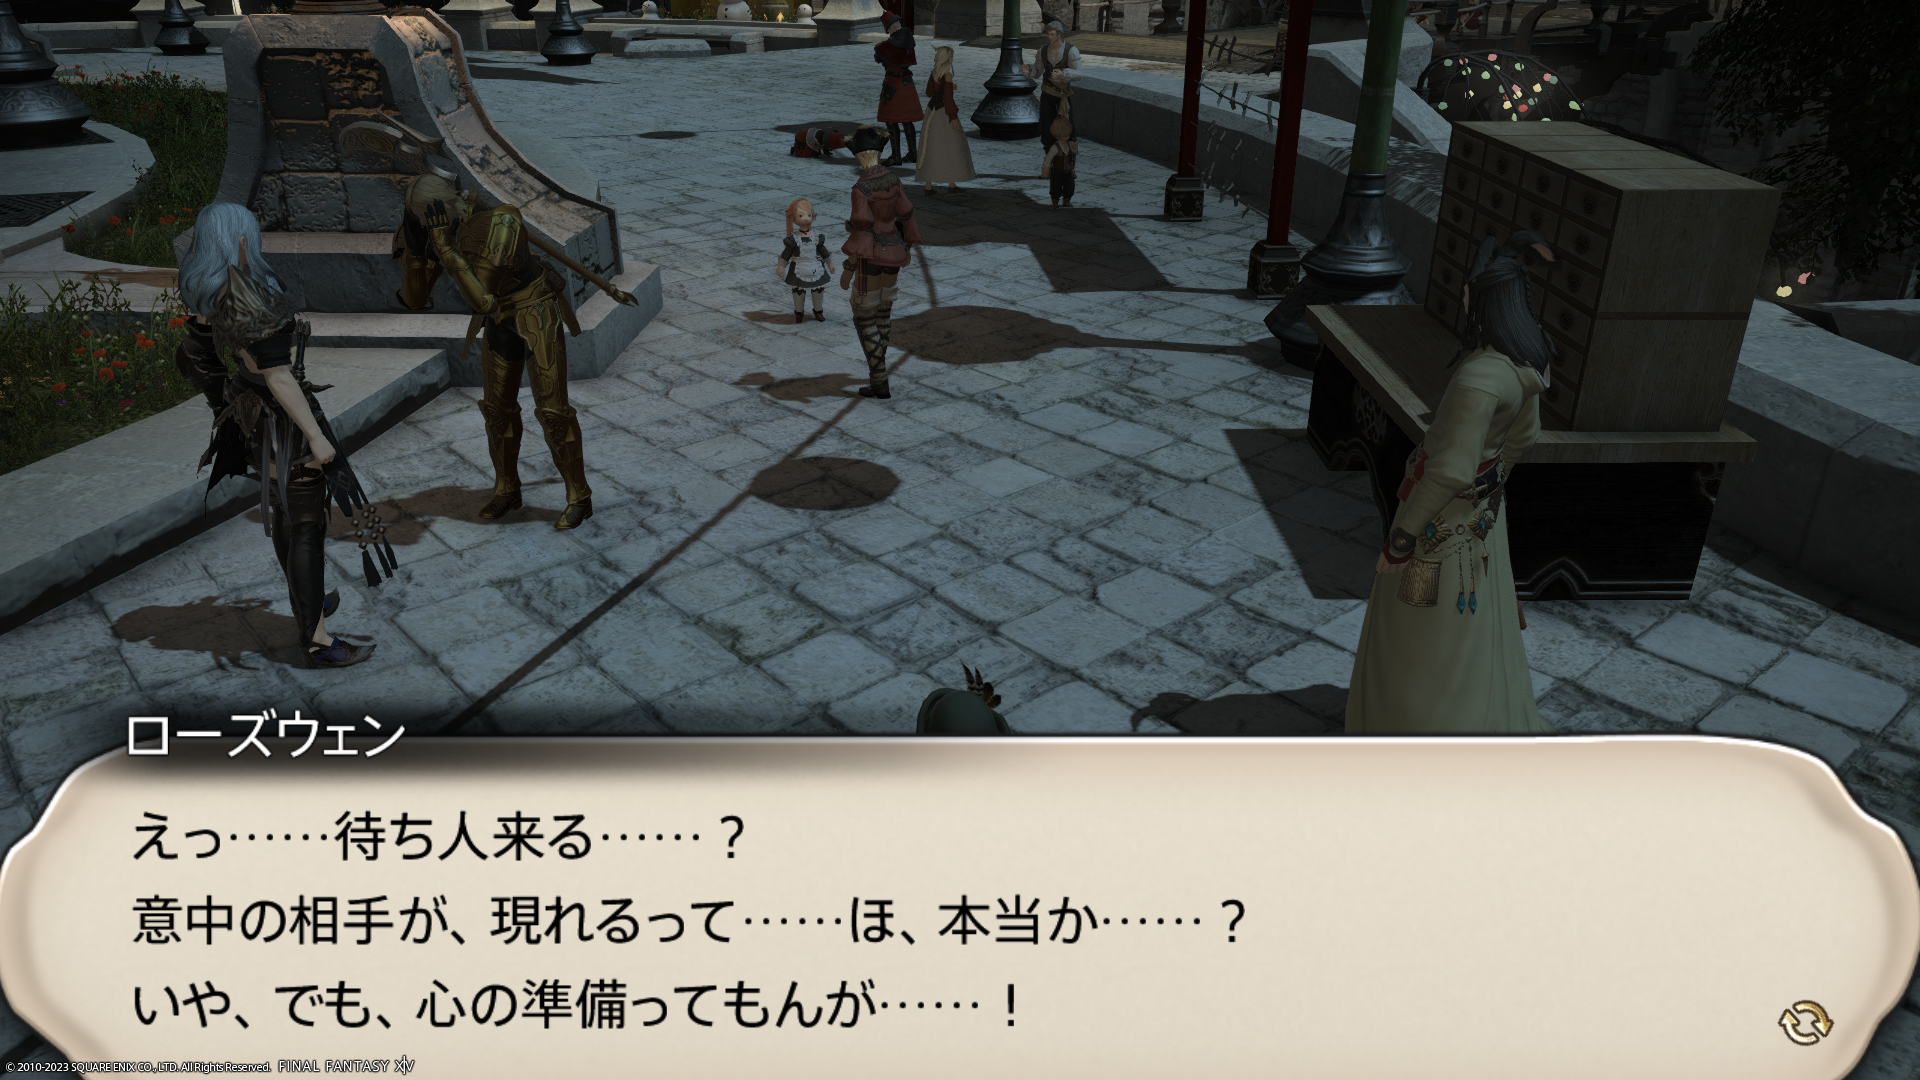 ローズウェン
えっ……待ち人来る……？
意中の相手が、現れるって……ほ、本当か……？
いや、でも、心の準備ってもんが……！
© 2010-2023 SQUARE ENIX CO., LTD. All Rights Reserved. FINAL FANTASY XIV